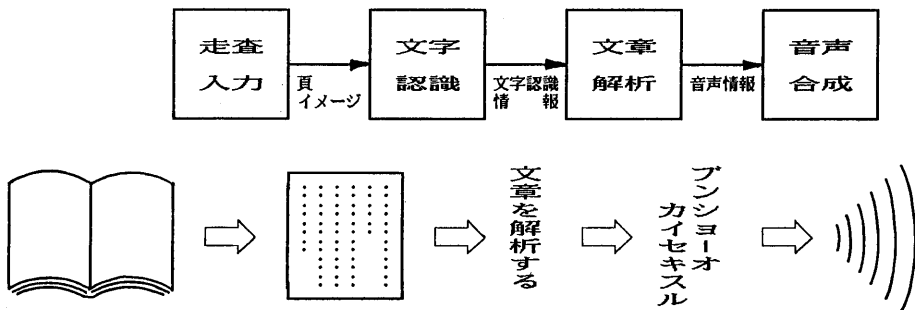 走査
入力
頁
イメージ
文字
認識
文字認識
情報
文章
解析
音声情報
音声
合成
文章を解析する
ブンショーオ
カイセキスル